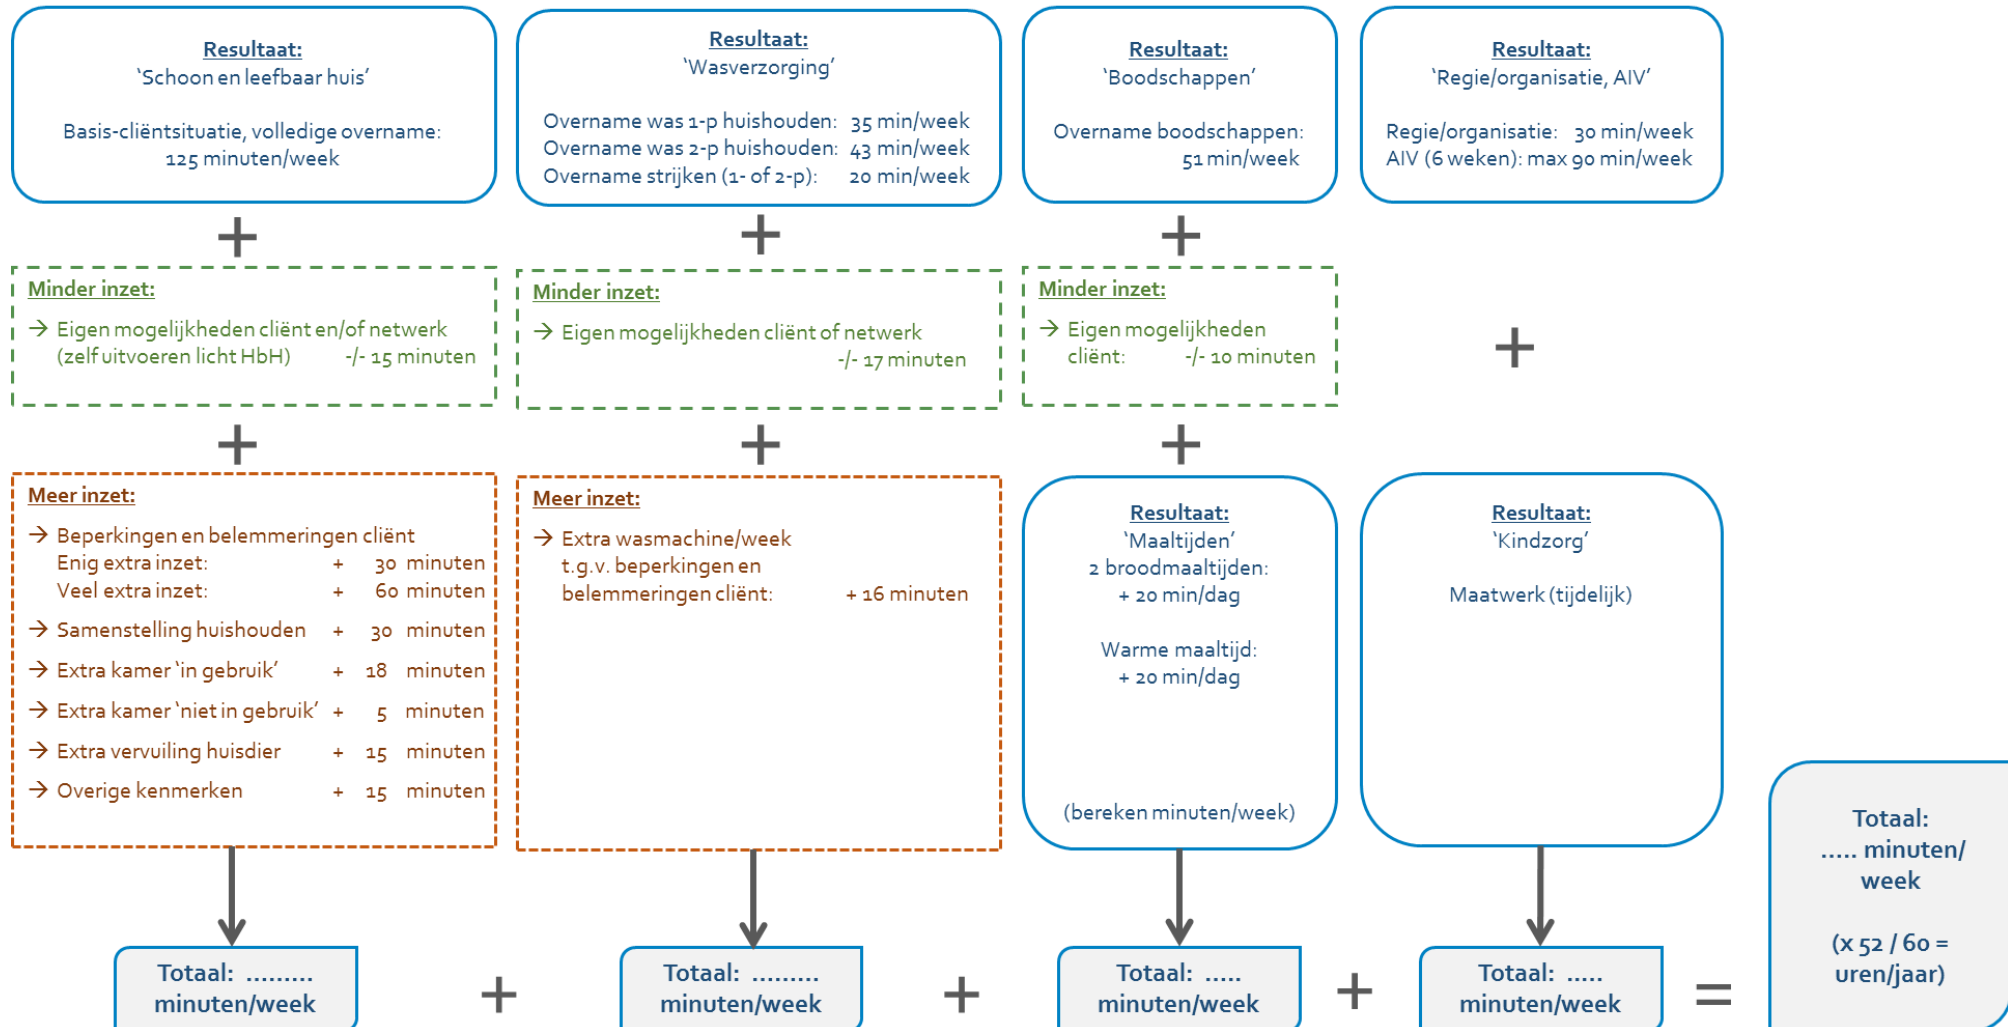 Resultaat:
‘Schoon en leefbaar huis’
Basis-cliëntsituatie, volledige overname:
125 minuten/week
Resultaat:
‘Wasverzorging’
Overname was 1-p huishouden: 35 min/week
Overname was 2-p huishouden: 43 min/week
Overname strijken (1- of 2-p): 20 min/week
Resultaat:
‘Boodschappen’
Overname boodschappen:
51 min/week
Resultaat:
‘Regie/organisatie, AIV’
Regie/organisatie: 30 min/week
AIV (6 weken): max 90 min/week
+
+
+
Minder inzet:
→ Eigen mogelijkheden cliënt en/of netwerk
(zelf uitvoeren licht HbH) -/- 15 minuten
Minder inzet:
→ Eigen mogelijkheden cliënt of netwerk
-/- 17 minuten
Minder inzet:
→ Eigen mogelijkheden
cliënt: -/- 10 minuten
+
+
+
+
Meer inzet:
→ Beperkingen en belemmeringen cliënt
Enig extra inzet: + 30 minuten
Veel extra inzet: + 60 minuten
→ Samenstelling huishouden + 30 minuten
→ Extra kamer ‘in gebruik’ + 18 minuten
→ Extra kamer ‘niet in gebruik’ + 5 minuten
→ Extra vervuiling huisdier + 15 minuten
→ Overige kenmerken + 15 minuten
Meer inzet:
→ Extra wasmachine/week
t.g.v. beperkingen en
belemmeringen cliënt: + 16 minuten
Resultaat:
‘Maaltijden’
2 broodmaaltijden:
+ 20 min/dag
Warme maaltijd:
+ 20 min/dag
(bereken minuten/week)
Resultaat:
‘Kindzorg’
Maatwerk (tijdelijk)
Totaal: .........
minuten/week
+
Totaal: .........
minuten/week
+
Totaal: .....
minuten/week
+
Totaal: .....
minuten/week
=
Totaal:
..... minuten/
week
(x 52 / 60 =
uren/jaar)